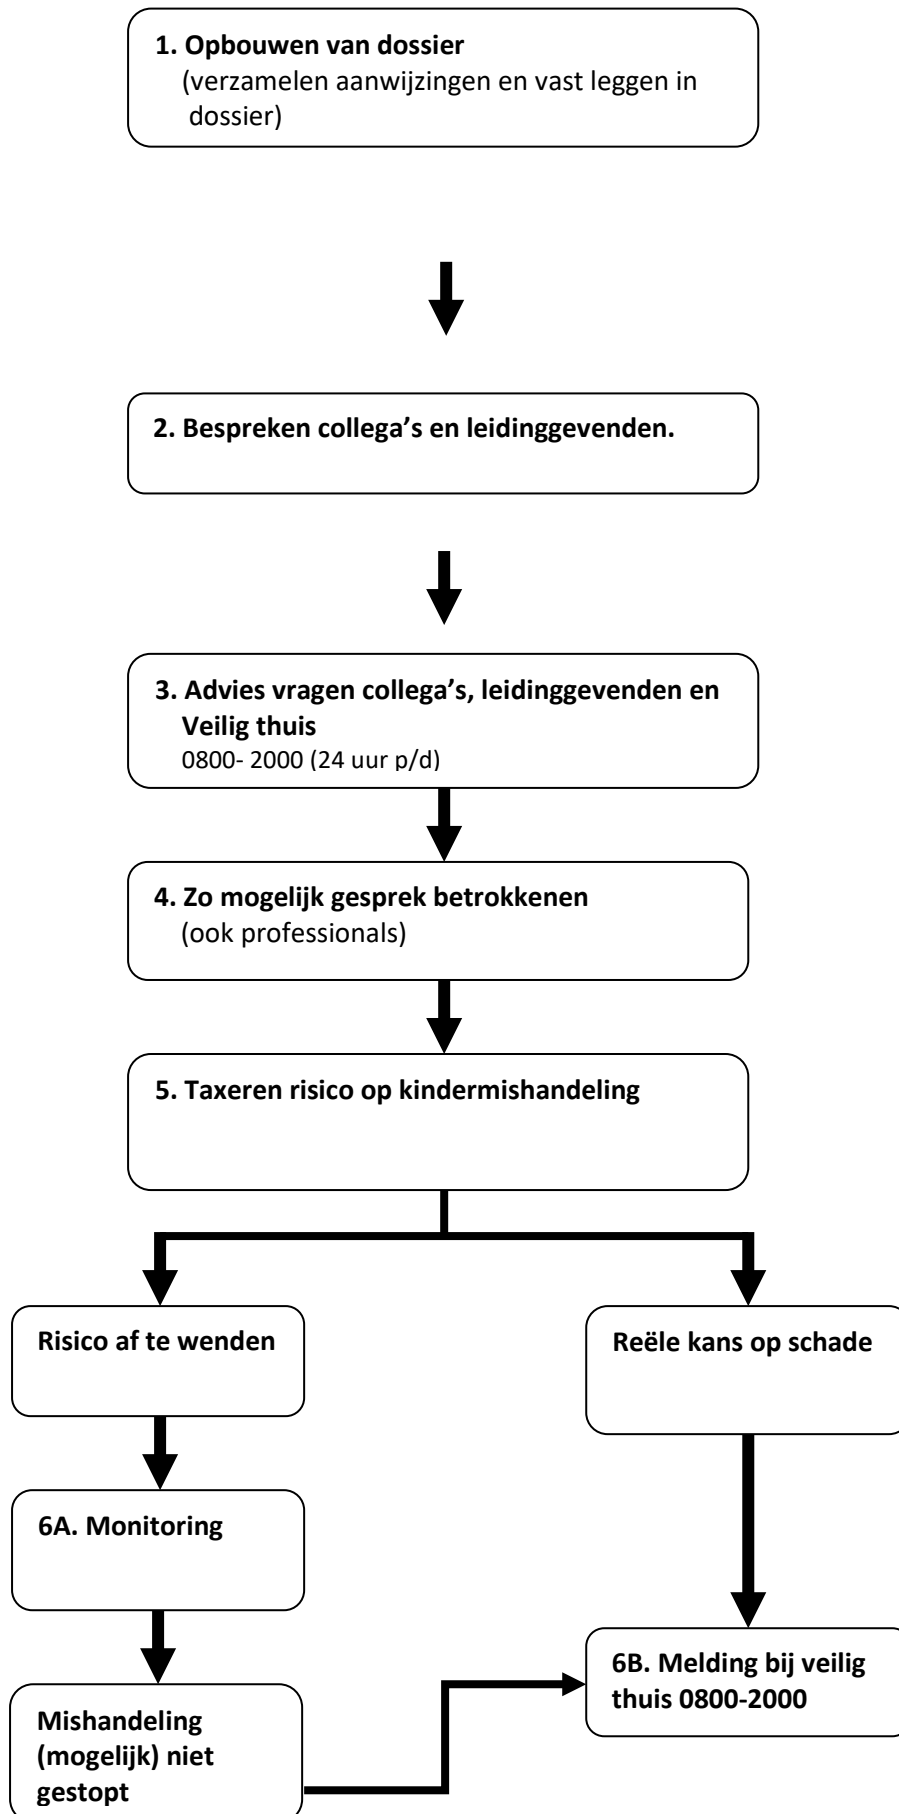 1. Opbouwen van dossier
(verzamelen aanwijzingen en vast leggen in
dossier)
2. Bespreken collega’s en leidinggevenden.
3. Advies vragen collega’s, leidinggevenden en
Veilig thuis
0800- 2000 (24 uur p/d)
4. Zo mogelijk gesprek betrokkenen
(ook professionals)
5. Taxeren risico op kindermishandeling
Risico af te wenden
Reële kans op schade
6A. Monitoring
6B. Melding bij veilig
thuis 0800-2000
Mishandeling
(mogelijk) niet
gestopt